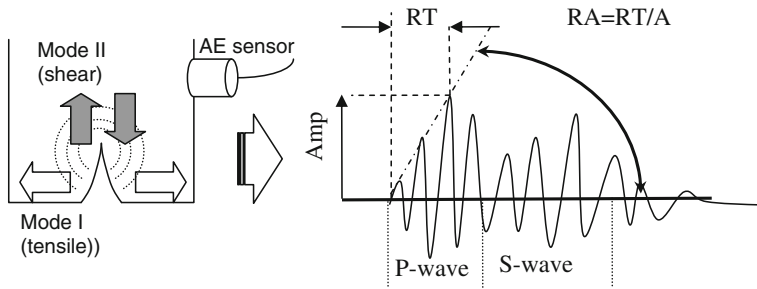 Mode II
(shear)
AE sensor
Mode I
(tensile))
RT
RA=RT/A
Amp
P-wave
S-wave